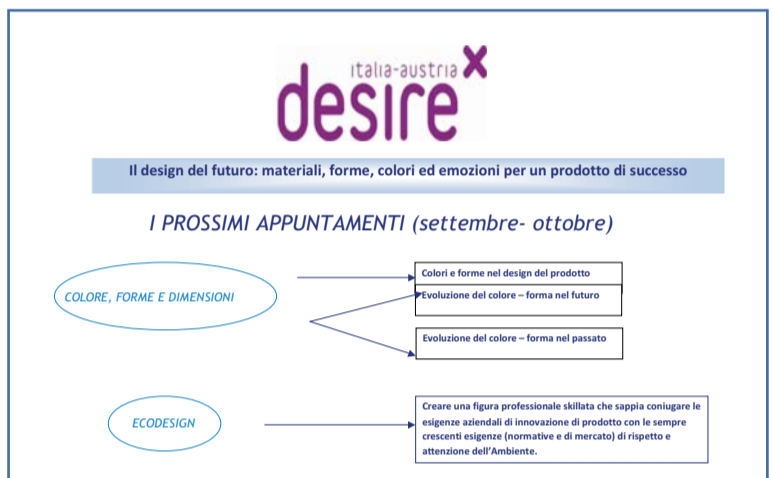 italia-austria x
desire
Il design del futuro: materiali, forme, colori ed emozioni per un prodotto di successo
I PROSSIMI APPUNTAMENTI (settembre- ottobre)
COLORE, FORME E DIMENSIONI
Colori e forme nel design del prodotto
Evoluzione del colore – forma nel futuro
Evoluzione del colore – forma nel passato
ECODESIGN
Creare una figura professionale skillata che sappia coniugare le
esigenze aziendali di innovazione di prodotto con le sempre
crescenti esigenze (normative e di mercato) di rispetto e
attenzione dell’Ambiente.